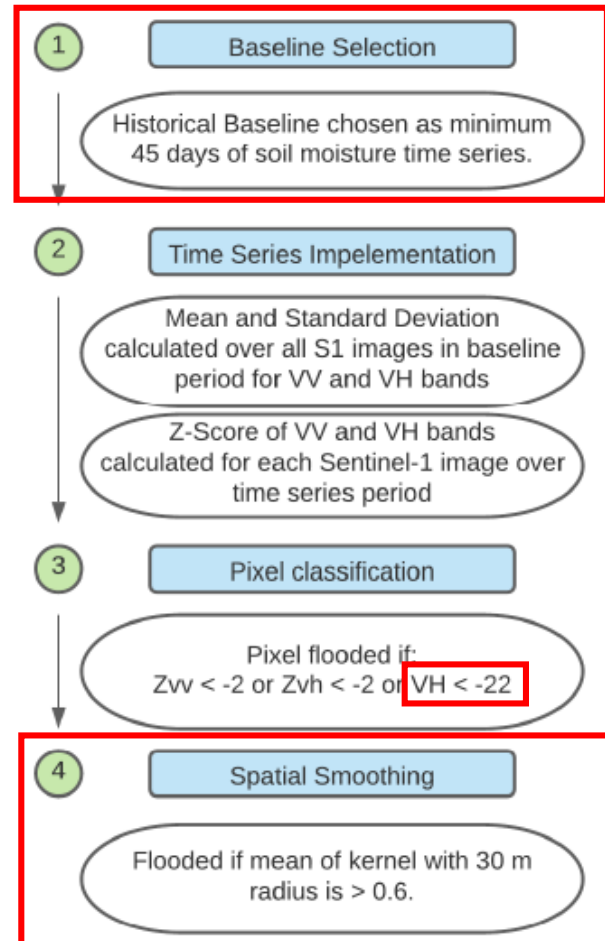 1
Baseline Selection
Historical Baseline chosen as minimum
45 days of soil moisture time series.
2
Time Series Impelementation
Mean and Standard Deviation
calculated over all S1 images in baseline
period for VV and VH bands
Z-Score of VV and VH bands
calculated for each Sentinel-1 image over
time series period
3
Pixel classification
Pixel flooded if:
Zvv < -2 or Zvh < -2 or VH < -22
4
Spatial Smoothing
Flooded if mean of kernel with 30 m
radius is > 0.6.